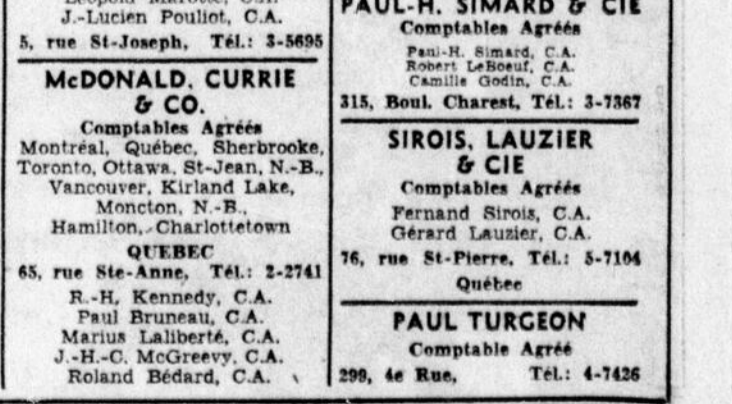 Léopold Marotte, C.A.
J.-Lucien Pouliot, C.A.
5, rue St-Joseph, Tél.: 3-5695
McDONALD, CURRIE
& CO.
Comptables Agréés
Montréal, Québec, Sherbrooke,
Toronto, Ottawa, St-Jean, N.-B.,
Vancouver, Kirland Lake,
Moncton, N.-B.,
Hamilton, Charlottetown
QUEBEC
65, rue Ste-Anne, Tél.: 2-2741
R.-H. Kennedy, C.A.
Paul Bruneau, C.A.
Marius Laliberté, C.A.
J.-H.-C. McGreevy, C.A.
Roland Bédard, C.A.
PAUL-H. SIMARD & CIE
Comptables Agréés
Paul-H. Simard, C.A.
Robert LeBoeuf, C.A.
Camille Godin, C.A.
315, Boul. Charest, Tél.: 3-7367
SIROIS, LAUZIER
& CIE
Comptables Agréés
Fernand Sirois, C.A.
Gérard Lauzier, C.A.
76, rue St-Pierre, Tél.: 5-7104
Québec
PAUL TURGEON
Comptable Agréé
299, 4e Rue, Tél.: 4-7426